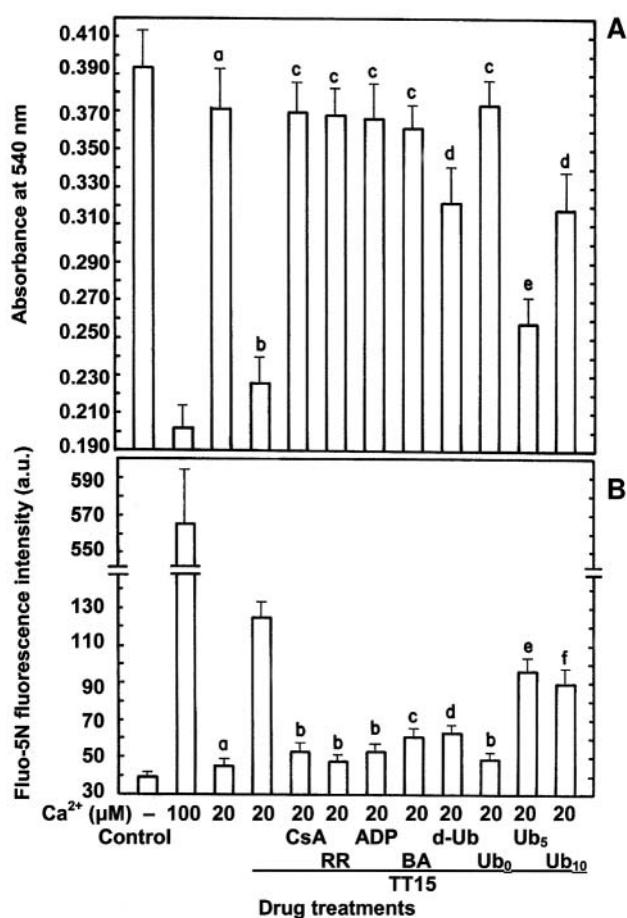 A
Absorbance at 540 nm
0.410
0.390
0.370
0.350
0.330
0.310
0.290
0.270
0.250
0.230
0.210
0.190
a
b
c
c
c
c
d
c
e
d
B
Fluo-5N fluorescence intensity (a.u.)
590
570
550
130
110
90
70
50
30
a
b
b
b
c
d
b
e
f
Ca²⁺ (µM) – 100 20 20 20 20 20 20 20 20 20 20
Control CsA ADP d-Ub Ub₅
RR BA Ub₀ Ub₁₀
TT15
Drug treatments